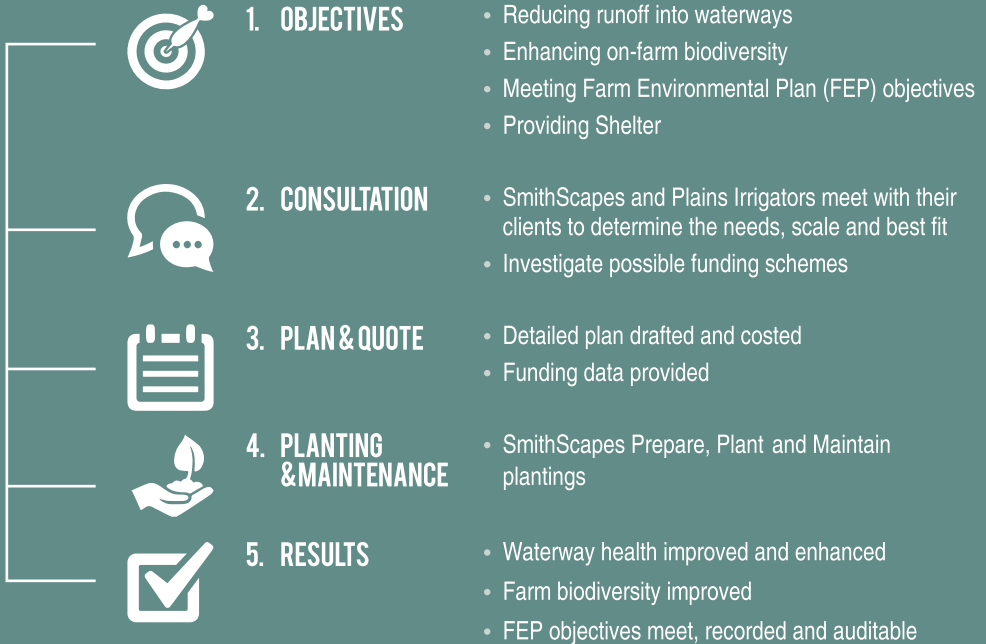 1. OBJECTIVES
• Reducing runoff into waterways
• Enhancing on-farm biodiversity
• Meeting Farm Environmental Plan (FEP) objectives
• Providing Shelter
2. CONSULTATION
• SmithScapes and Plains Irrigators meet with their
clients to determine the needs, scale and best fit
• Investigate possible funding schemes
3. PLAN & QUOTE
• Detailed plan drafted and costed
• Funding data provided
4. PLANTING
& MAINTENANCE
• SmithScapes Prepare, Plant and Maintain
plantings
5. RESULTS
• Waterway health improved and enhanced
• Farm biodiversity improved
• FEP objectives meet, recorded and auditable